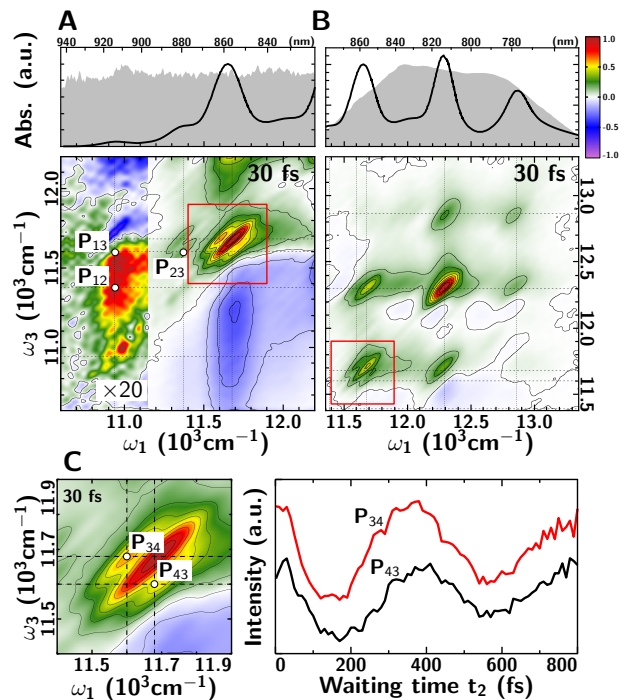 A
B
940 920 900 880 860 840 (nm)
860 840 820 800 780 (nm)
Abs. (a.u.)
1.0
0.8
0.6
0.4
0.2
0.0
30 fs
30 fs
P13
P12
P23
×20
12.0
11.5
11.0
ω3 (10³cm⁻¹)
11.0 11.5 12.0
ω1 (10³cm⁻¹)
13.0
12.5
12.0
11.5
11.5 12.0 12.5 13.0
ω1 (10³cm⁻¹)
C
30 fs
P34
P43
11.9
11.7
11.5
ω3 (10³cm⁻¹)
11.5 11.7 11.9
ω1 (10³cm⁻¹)
Intensity (a.u.)
P34
P43
0 200 400 600 800
Waiting time t2 (fs)